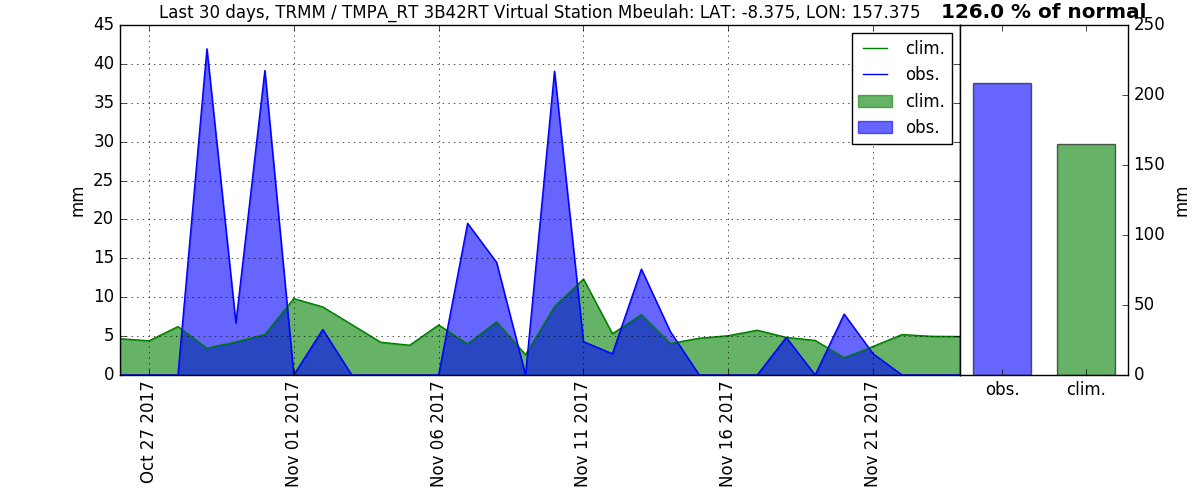 Last 30 days, TRMM / TMPA_RT 3B42RT Virtual Station Mbeulah: LAT: -8.375, LON: 157.375
126.0 % of normal
45
40
35
30
25
20
15
10
5
0
mm
clim.
obs.
clim.
obs.
Oct 27 2017
Nov 01 2017
Nov 06 2017
Nov 11 2017
Nov 16 2017
Nov 21 2017
250
200
150
100
50
0
mm
obs.
clim.